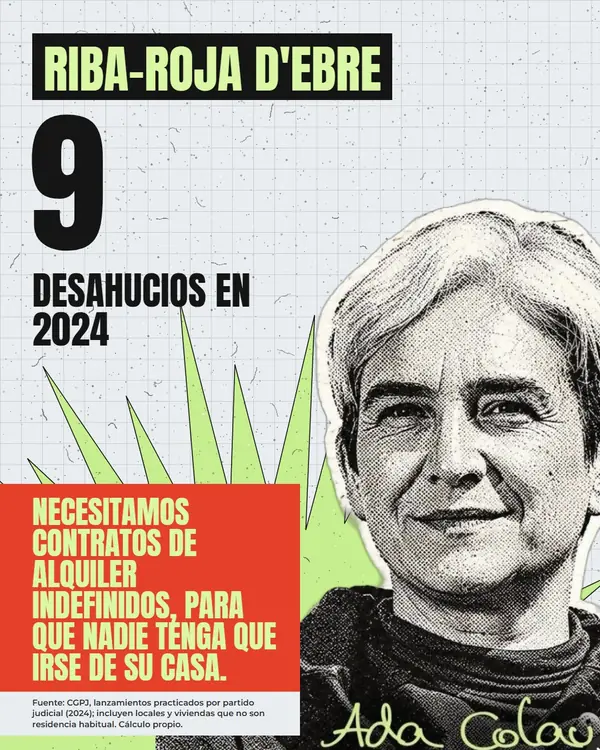 RIBA-ROJA D'EBRE
9
DESAHUCIOS EN
2024
NECESITAMOS
CONTRATOS DE
ALQUILER
INDEFINIDOS, PARA
QUE NADIE TENGA QUE
IRSE DE SU CASA.
Fuente: CGPJ, lanzamientos practicados por partido
judicial (2024); incluyen locales y viviendas que no son
residencia habitual. Cálculo propio.
Ada Colau